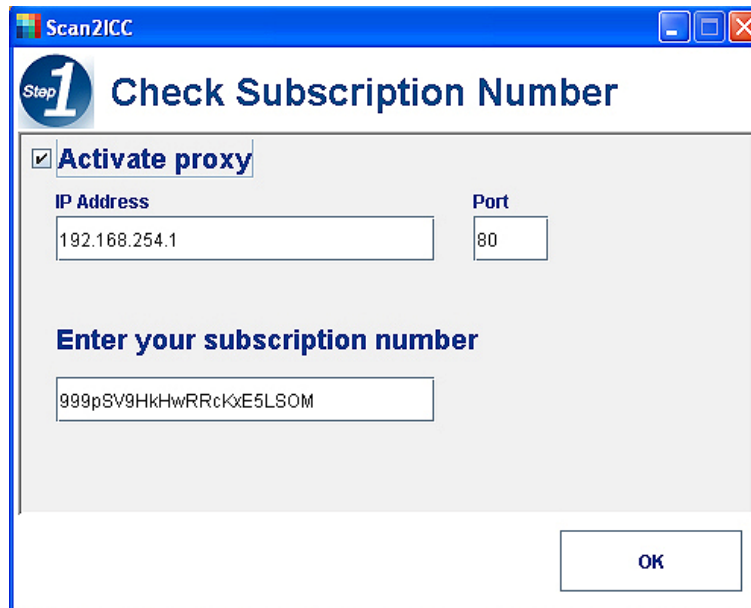 Scan2ICC
Step 1 Check Subscription Number
Activate proxy
IP Address Port
192.168.254.1 80
Enter your subscription number
999pSV9HkHwRRcKxE5LSOM
OK